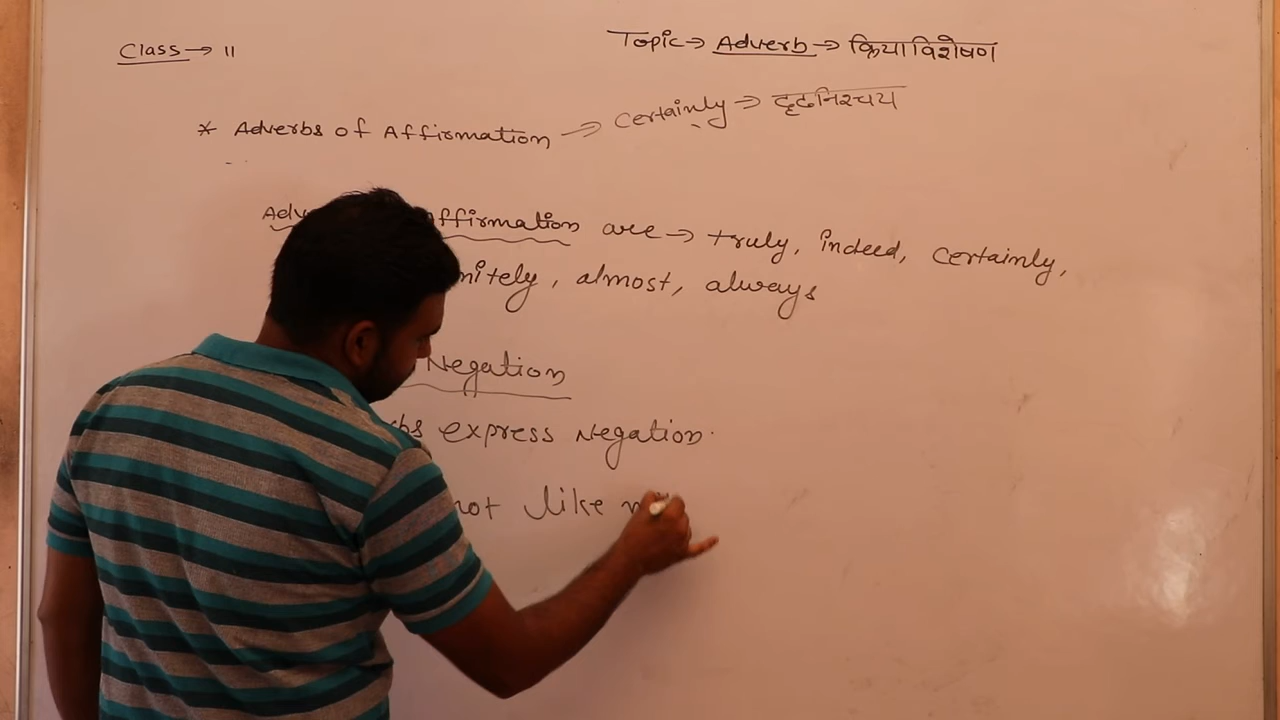 Class → 11
Topic → Adverb → क्रियाविशेषण
* Adverbs of Affirmation → Certainly → दृढनिश्चय
Affirmation are → truly, indeed, Certainly,
almost, always
Negation
express Negation.
not like